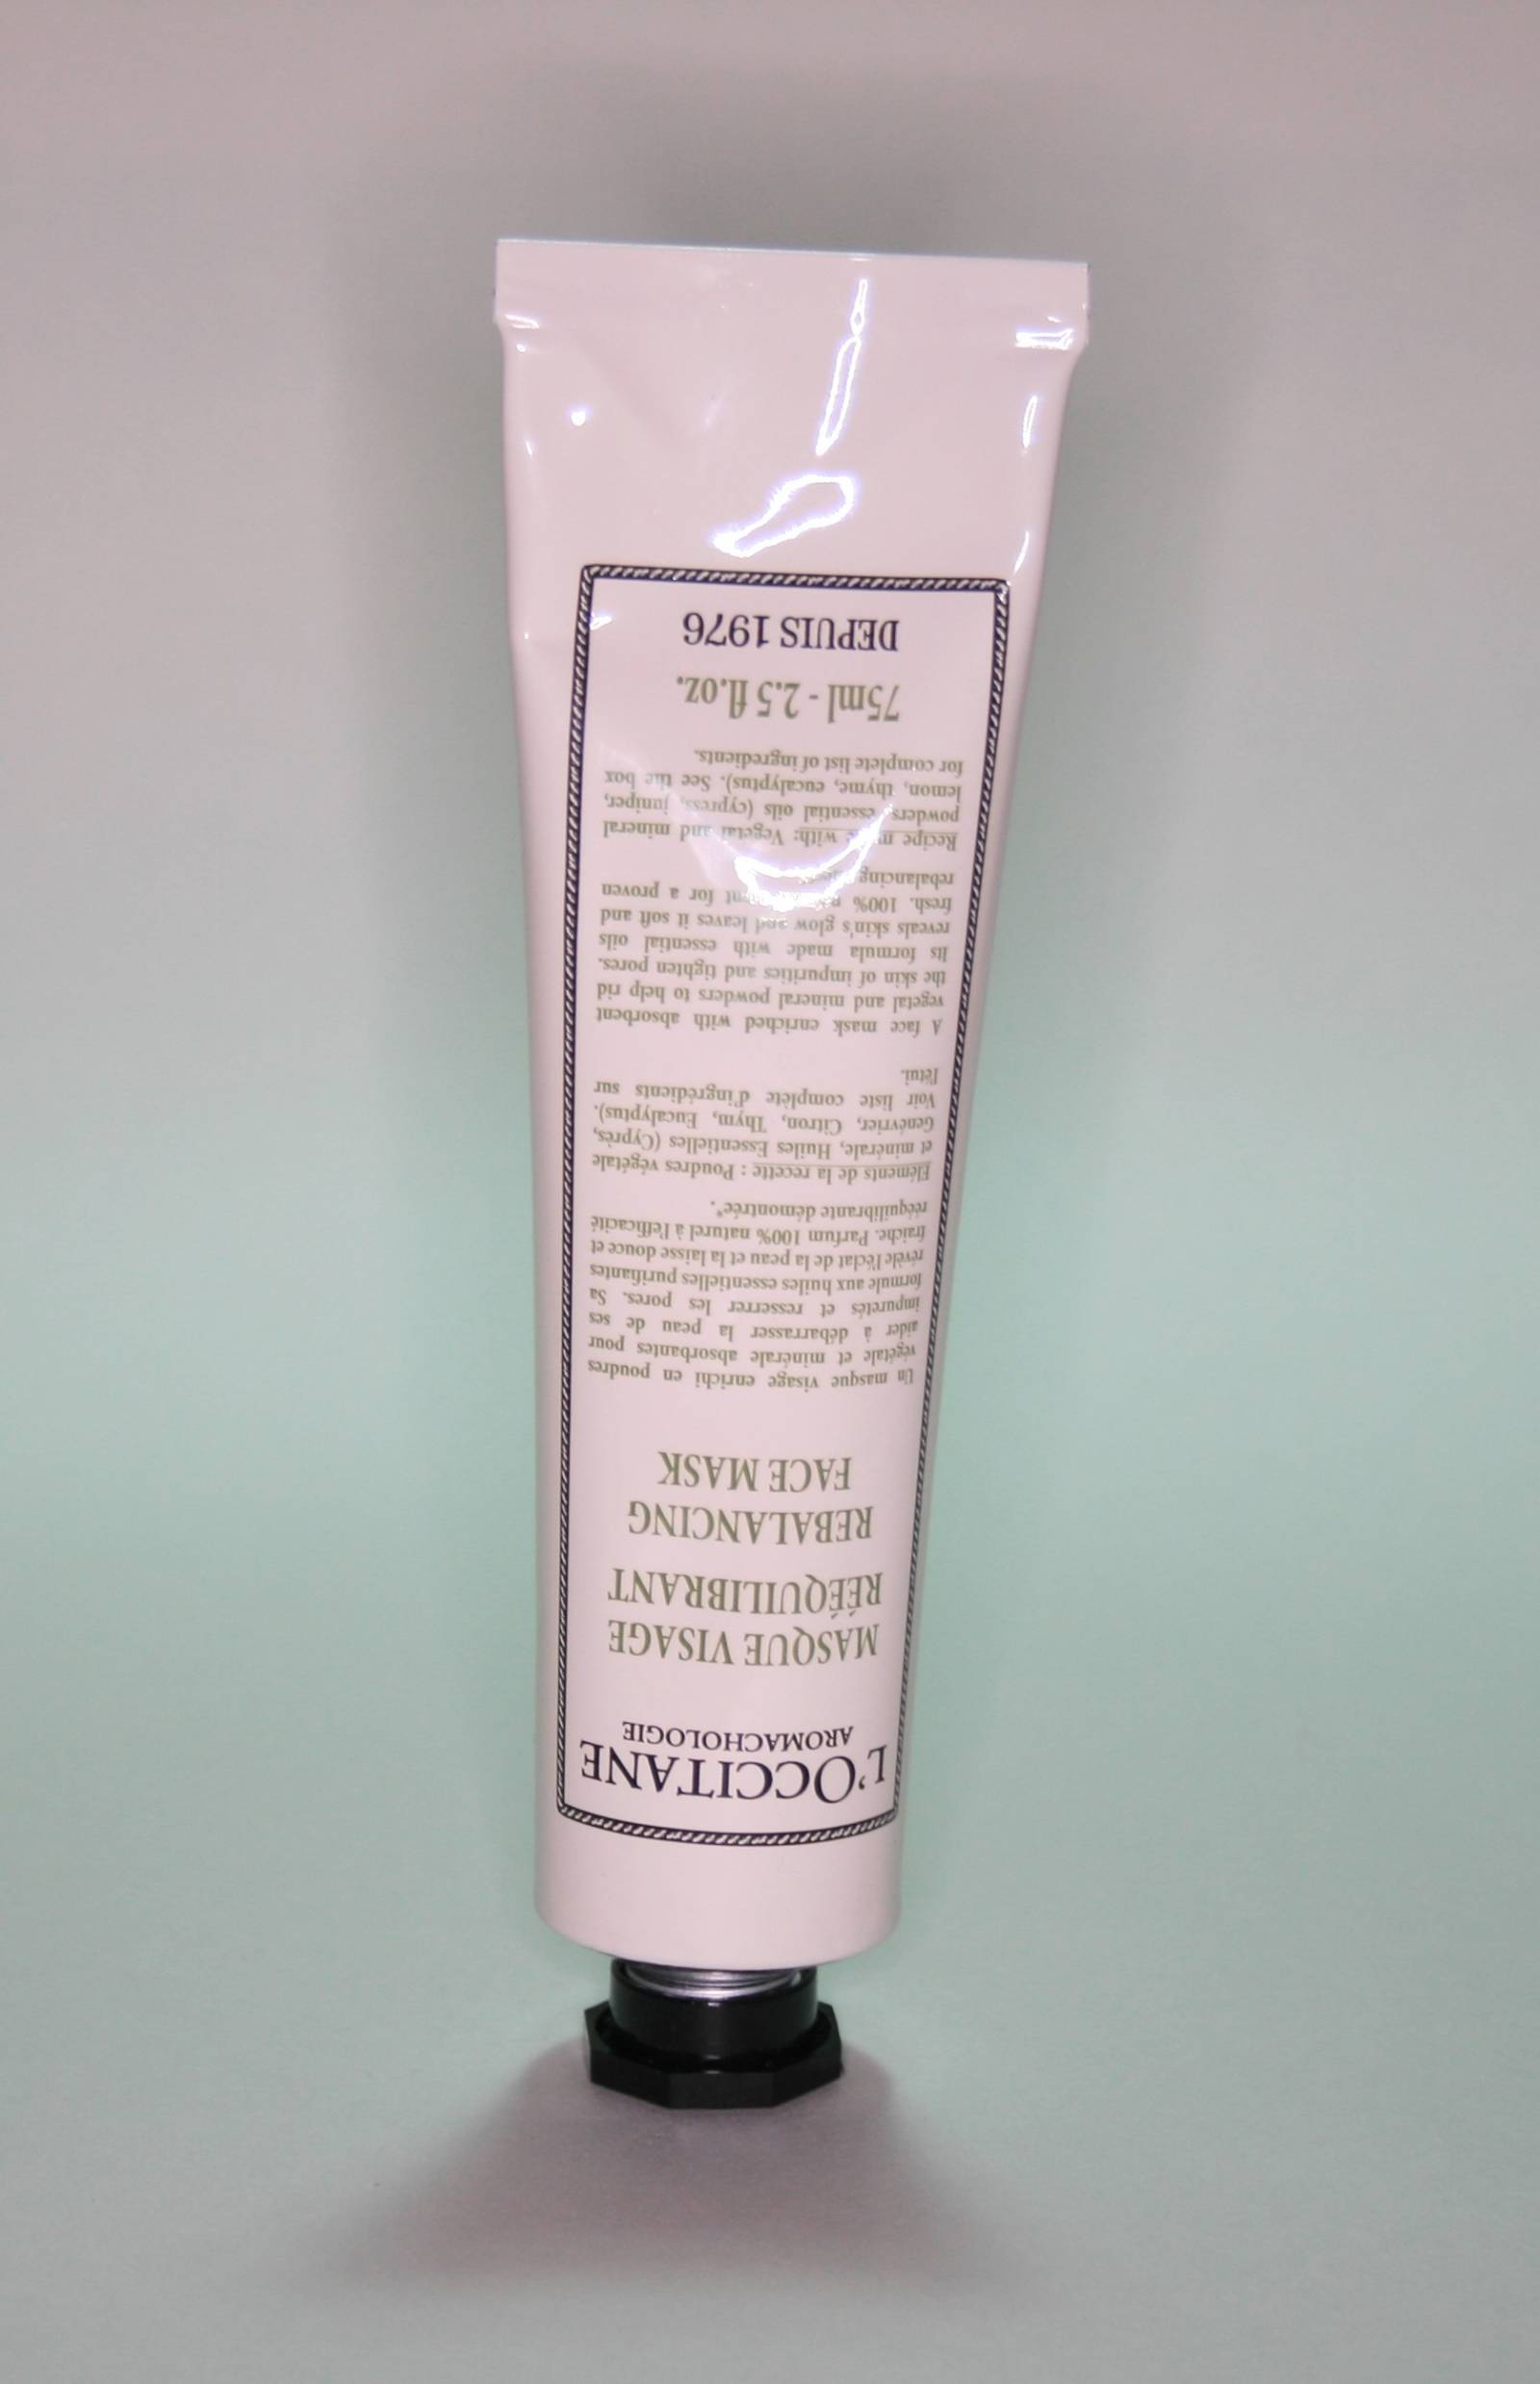 L'OCCITANE
AROMACHOLOGIE
MASQUE VISAGE
RÉÉQUILIBRANT
REBALANCING
FACE MASK
Un masque visage enrichi en poudres
végétale et minérale absorbantes pour
aider à débarrasser la peau de ses
impuretés et resserrer les pores. Sa
formule aux huiles essentielles purifiantes
révèle l'éclat de la peau et la laisse douce et
fraîche. Parfum 100% naturel à l'efficacité
rééquilibrante démontrée*.
Éléments de la recette : Poudres végétale
et minérale, Huiles Essentielles (Cyprès,
Genévrier, Citron, Thym, Eucalyptus).
Voir liste complète d'ingrédients sur
l'étui.
A face mask enriched with absorbent
vegetal and mineral powders to help rid
the skin of impurities and tighten pores.
Its formula made with essential oils
reveals skin's glow and leaves it soft and
fresh. 100% for a proven
rebalancing
Recipe made with: Vegetal and mineral
powders, essential oils (cypress, juniper,
lemon, thyme, eucalyptus). See the box
for complete list of ingredients.
75ml - 2.5 fl.oz.
DEPUIS 1976